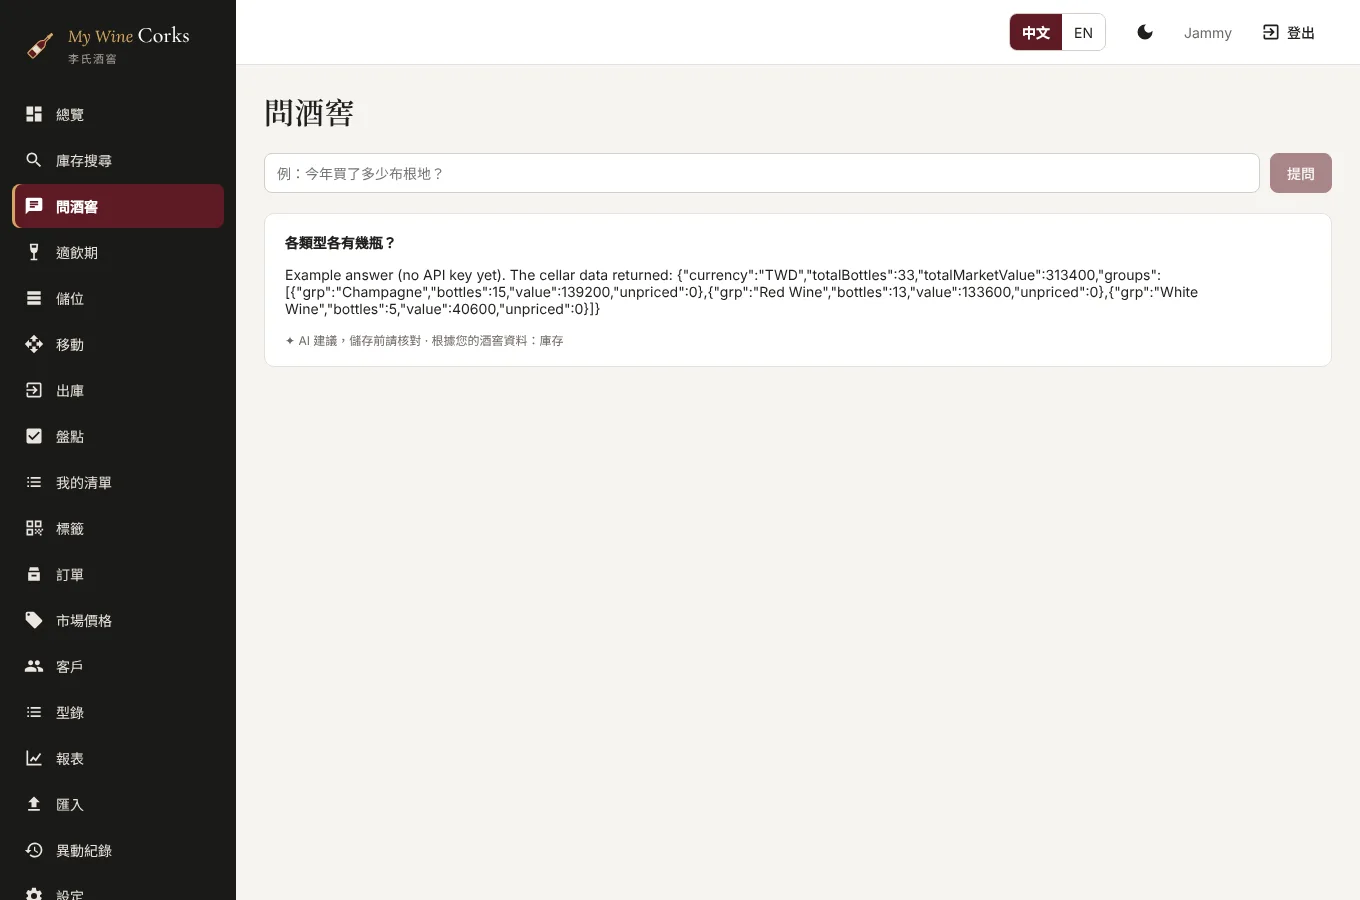 My Wine Corks
李氏酒窖
中文
EN
Jammy
登出
總覽
庫存搜尋
問酒窖
適飲期
儲位
移動
出庫
盤點
我的清單
標籤
訂單
市場價格
客戶
型錄
報表
匯入
異動紀錄
設定
問酒窖
例：今年買了多少布根地？
提問
各類型各有幾瓶？
Example answer (no API key yet). The cellar data returned: {"currency":"TWD","totalBottles":33,"totalMarketValue":313400,"groups":
[{"grp":"Champagne","bottles":15,"value":139200,"unpriced":0},{"grp":"Red Wine","bottles":13,"value":133600,"unpriced":0},{"grp":"White
Wine","bottles":5,"value":40600,"unpriced":0}]}
✦ AI 建議，儲存前請核對 · 根據您的酒窖資料：庫存